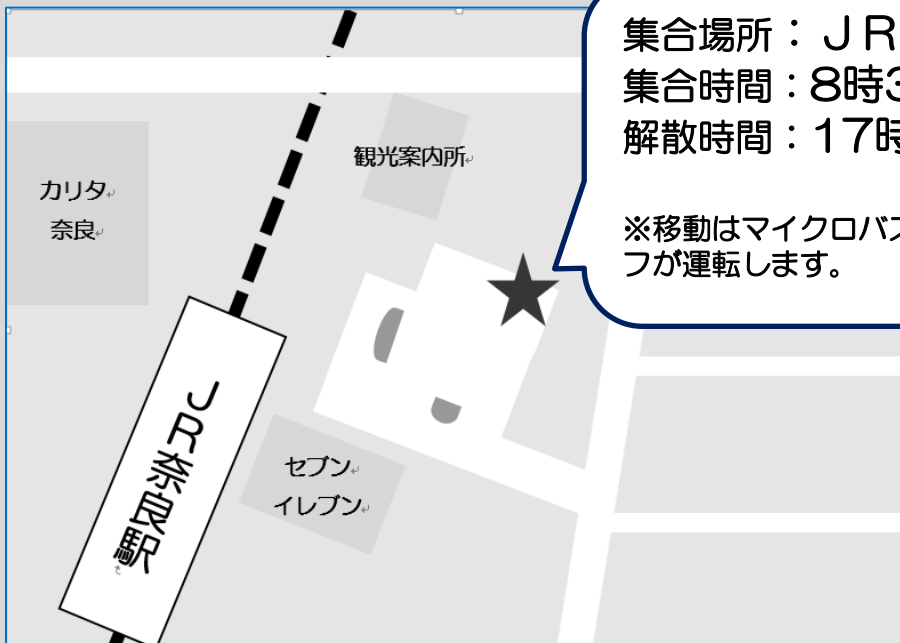 集合場所：ＪＲ
集合時間：8時3
解散時間：17時
※移動はマイクロバス
フが運転します。
観光案内所
カリタ
奈良
ＪＲ奈良駅
セブン
イレブン